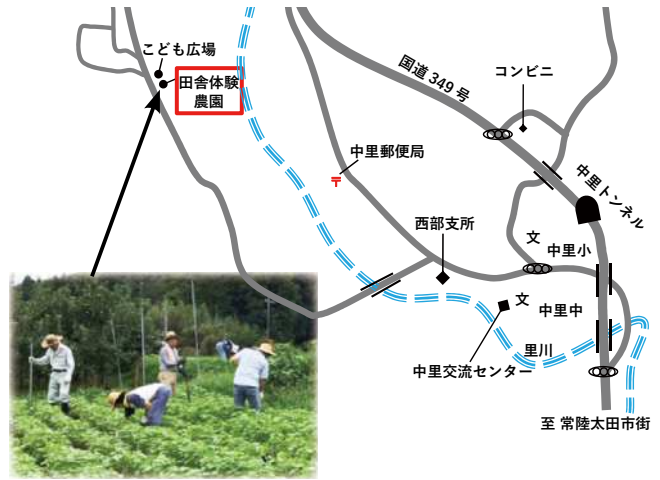 こども広場
田舎体験
農園
国道349号
コンビニ
中里郵便局
〒
中里トンネル
西部支所
文
中里小
文
中里中
里川
中里交流センター
至 常陸太田市街